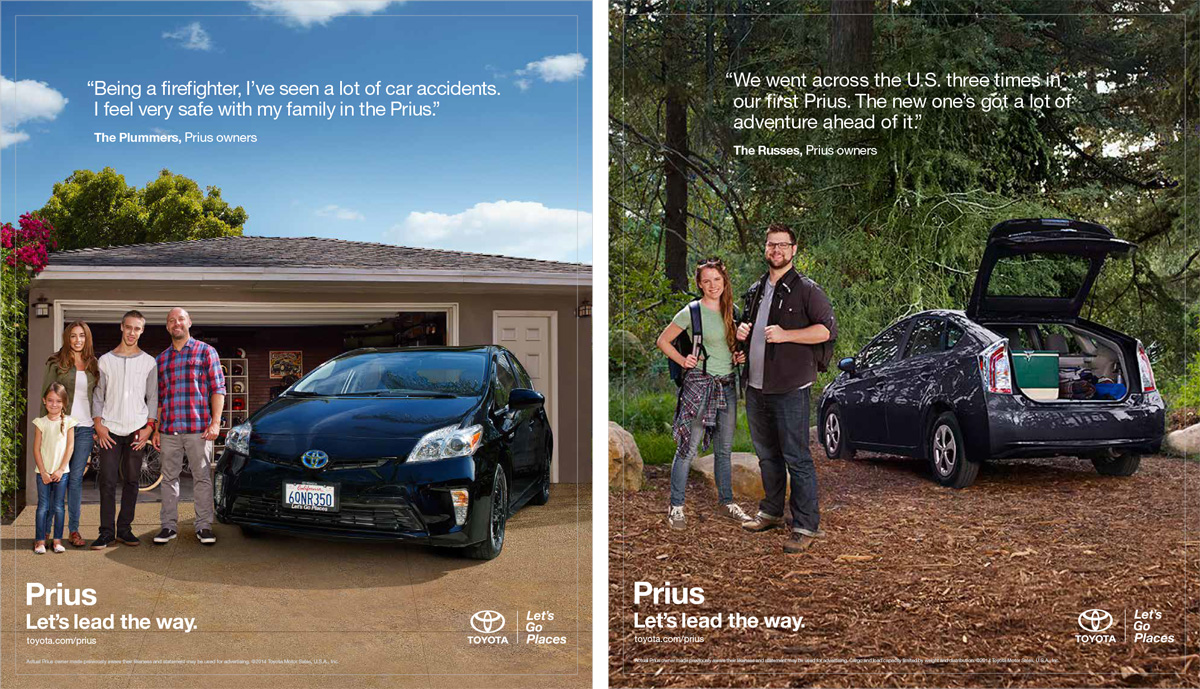 “Being a firefighter, I’ve seen a lot of car accidents.
I feel very safe with my family in the Prius.”
The Plummers, Prius owners
California
6QNR350
Let's Go Places
Prius
Let’s lead the way.
toyota.com/prius
TOYOTA
Let’s
Go
Places
“We went across the U.S. three times in
our first Prius. The new one’s got a lot of
adventure ahead of it.”
The Russes, Prius owners
Prius
Let’s lead the way.
toyota.com/prius
TOYOTA
Let’s
Go
Places